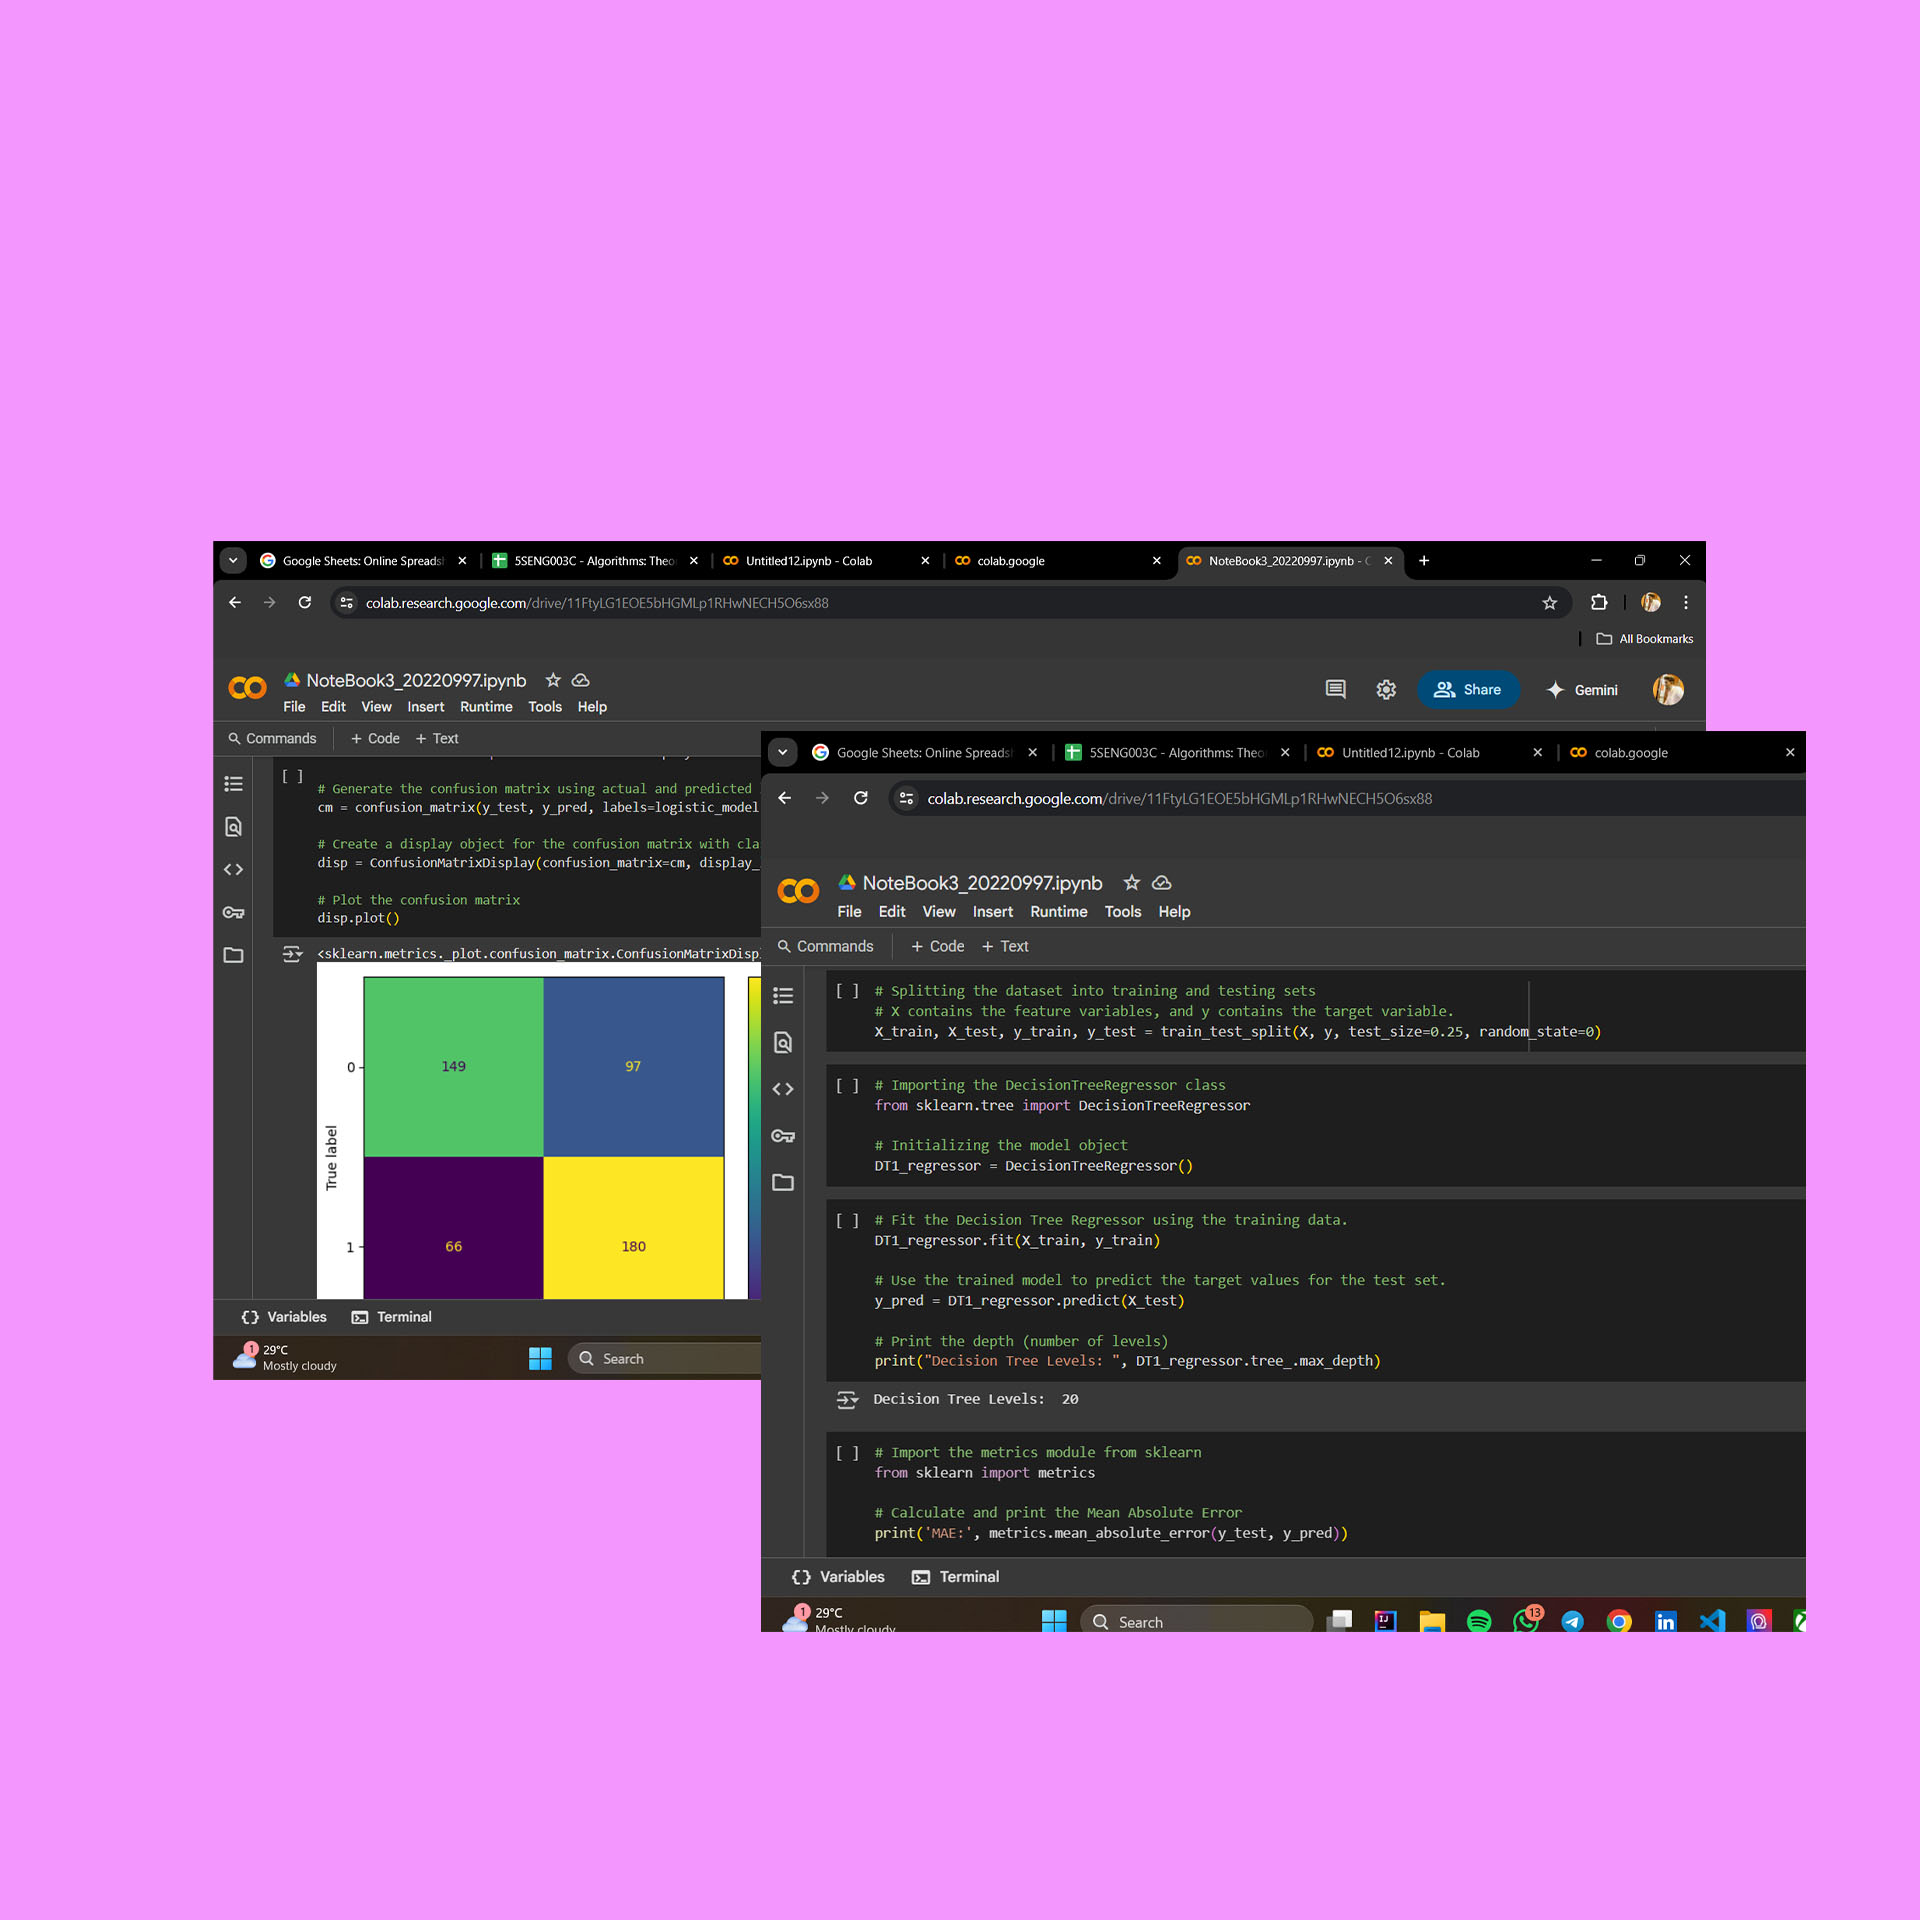 Google Sheets: Online Spreads
5SENG003C - Algorithms: Theo
Untitled12.ipynb - Colab
colab.google
NoteBook3_20220997.ipynb - C
colab.research.google.com/drive/11FtyLG1EOE5bHGMLp1RHwNECH5O6sx88
All Bookmarks
NoteBook3_20220997.ipynb
File Edit View Insert Runtime Tools Help
Share
Gemini
Commands + Code + Text
[ ]
# Generate the confusion matrix using actual and predicted
cm = confusion_matrix(y_test, y_pred, labels=logistic_model
# Create a display object for the confusion matrix with cla
disp = ConfusionMatrixDisplay(confusion_matrix=cm, display_
# Plot the confusion matrix
disp.plot()
<sklearn.metrics._plot.confusion_matrix.ConfusionMatrixDisp
0
149 97
True label
1
66 180
Variables Terminal
1
29°C
Mostly cloudy
Search
Google Sheets: Online Spreads
5SENG003C - Algorithms: Theo
Untitled12.ipynb - Colab
colab.google
colab.research.google.com/drive/11FtyLG1EOE5bHGMLp1RHwNECH5O6sx88
NoteBook3_20220997.ipynb
File Edit View Insert Runtime Tools Help
Commands + Code + Text
[ ] # Splitting the dataset into training and testing sets
# X contains the feature variables, and y contains the target variable.
X_train, X_test, y_train, y_test = train_test_split(X, y, test_size=0.25, random_state=0)
[ ] # Importing the DecisionTreeRegressor class
from sklearn.tree import DecisionTreeRegressor
# Initializing the model object
DT1_regressor = DecisionTreeRegressor()
[ ] # Fit the Decision Tree Regressor using the training data.
DT1_regressor.fit(X_train, y_train)
# Use the trained model to predict the target values for the test set.
y_pred = DT1_regressor.predict(X_test)
# Print the depth (number of levels)
print("Decision Tree Levels: ", DT1_regressor.tree_.max_depth)
Decision Tree Levels:  20
[ ] # Import the metrics module from sklearn
from sklearn import metrics
# Calculate and print the Mean Absolute Error
print('MAE:', metrics.mean_absolute_error(y_test, y_pred))
Variables Terminal
1
29°C
Mostly cloudy
Search
IJ
13
in